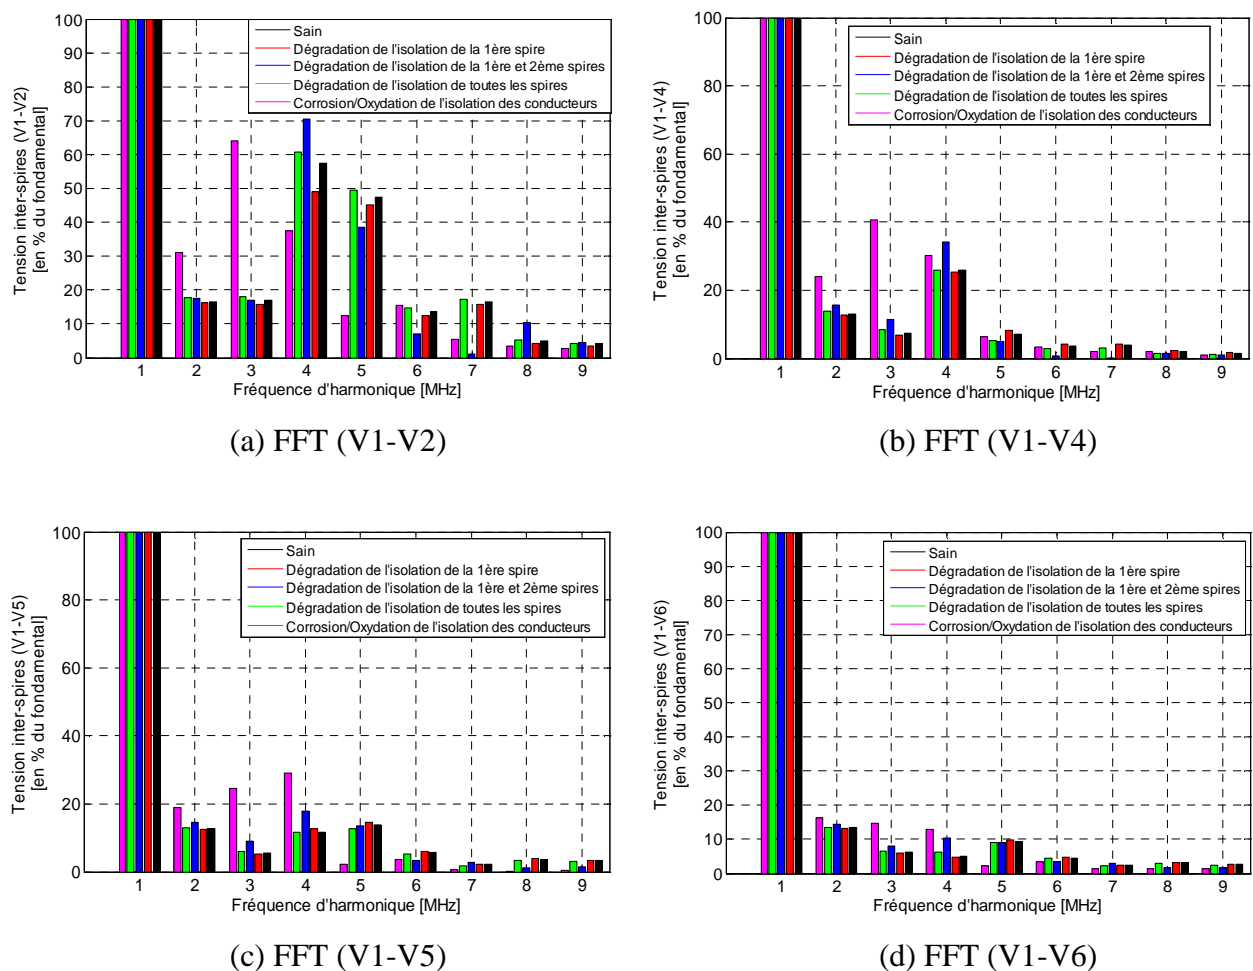 Tension inter-spires (V1-V2)
[en % du fondamental]
100
90
80
70
60
50
40
30
20
10
0
Sain
Dégradation de l'isolation de la 1ère spire
Dégradation de l'isolation de la 1ère et 2ème spires
Dégradation de l'isolation de toutes les spires
Corrosion/Oxydation de l'isolation des conducteurs
1 2 3 4 5 6 7 8 9
Fréquence d'harmonique [MHz]
(a) FFT (V1-V2)
Tension inter-spires (V1-V4)
[en % du fondamental]
100
80
60
40
20
0
Sain
Dégradation de l'isolation de la 1ère spire
Dégradation de l'isolation de la 1ère et 2ème spires
Dégradation de l'isolation de toutes les spires
Corrosion/Oxydation de l'isolation des conducteurs
1 2 3 4 5 6 7 8 9
Fréquence d'harmonique [MHz]
(b) FFT (V1-V4)
Tension inter-spires (V1-V5)
[en % du fondamental]
100
80
60
40
20
0
Sain
Dégradation de l'isolation de la 1ère spire
Dégradation de l'isolation de la 1ère et 2ème spires
Dégradation de l'isolation de toutes les spires
Corrosion/Oxydation de l'isolation des conducteurs
1 2 3 4 5 6 7 8 9
Fréquence d'harmonique [MHz]
(c) FFT (V1-V5)
Tension inter-spires (V1-V6)
[en % du fondamental]
100
90
80
70
60
50
40
30
20
10
0
Sain
Dégradation de l'isolation de la 1ère spire
Dégradation de l'isolation de la 1ère et 2ème spires
Dégradation de l'isolation de toutes les spires
Corrosion/Oxydation de l'isolation des conducteurs
1 2 3 4 5 6 7 8 9
Fréquence d'harmonique [MHz]
(d) FFT (V1-V6)